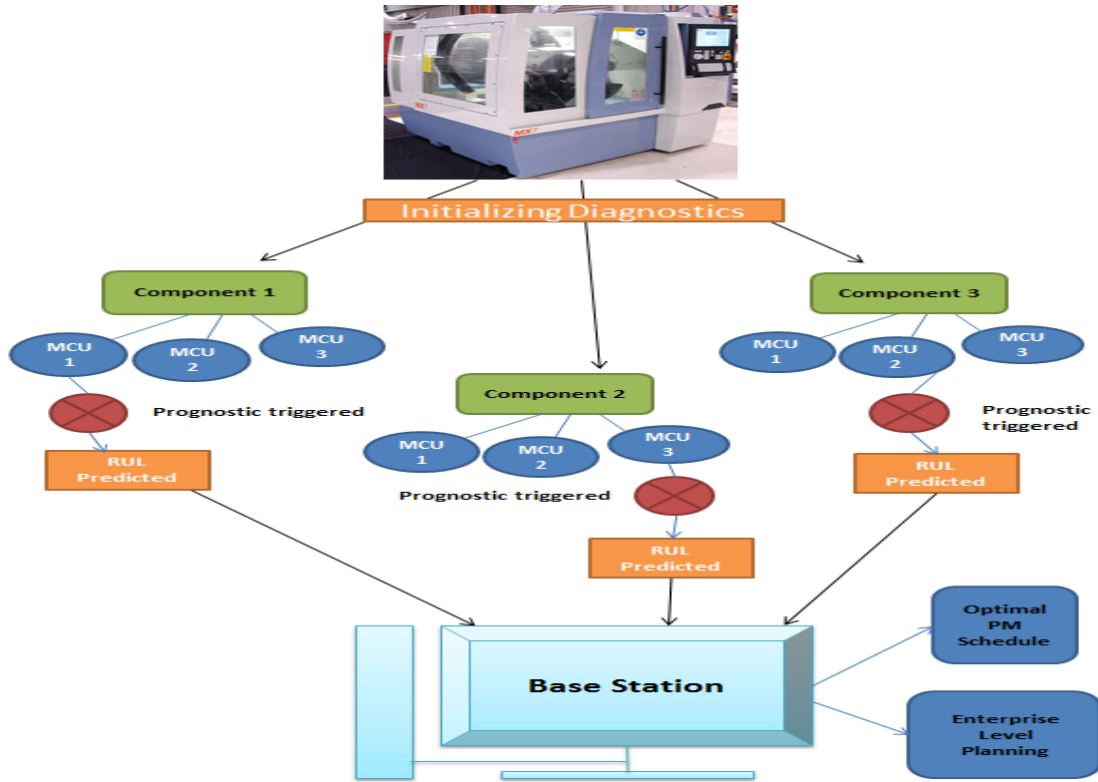 MX7
Initializing Diagnostics
Component 1
MCU
1
MCU
2
MCU
3
Prognostic triggered
RUL
Predicted
Component 2
MCU
1
MCU
2
MCU
3
Prognostic triggered
RUL
Predicted
Component 3
MCU
1
MCU
2
MCU
3
Prognostic
triggered
RUL
Predicted
Base Station
Optimal
PM
Schedule
Enterprise
Level
Planning